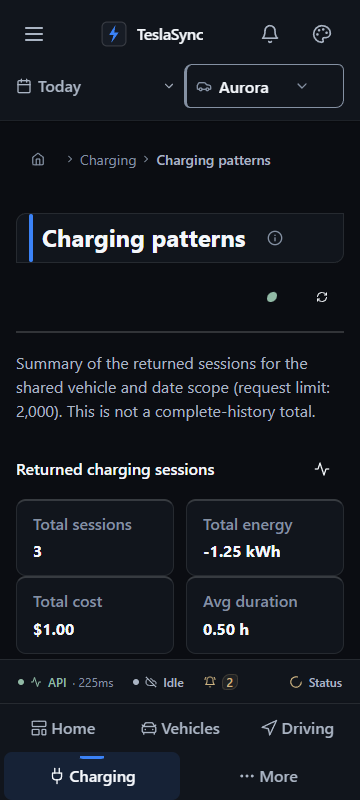 TeslaSync
Today
Aurora
Charging
Charging patterns
Charging patterns
Summary of the returned sessions for the
shared vehicle and date scope (request limit:
2,000). This is not a complete-history total.
Returned charging sessions
Total sessions
3
Total energy
-1.25 kWh
Total cost
$1.00
Avg duration
0.50 h
API · 225ms
Idle
2
Status
Home
Vehicles
Driving
Charging
More